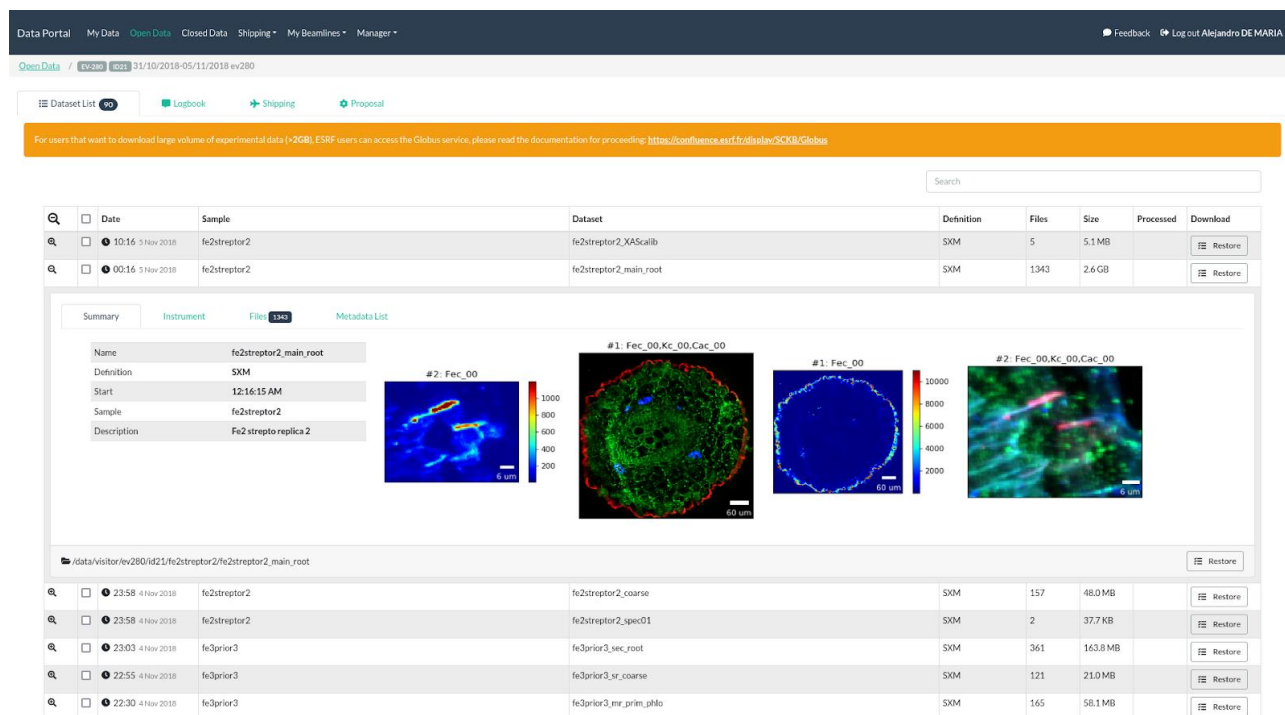 Data Portal My Data Open Data Closed Data Shipping My Beamlines Manager Feedback Log out Alejandro DE MARIA
Open Data / EV-280 ID21 31/10/2018-05/11/2018 ev280
Dataset List 90 Logbook Shipping Proposal
For users that want to download large volume of experimental data (>2GB), ESRF users can access the Globus service, please read the documentation for proceeding: https://confluence.esrf.fr/display/SCKB/Globus
Search
Date Sample Dataset Definition Files Size Processed Download
10:16 5 Nov 2018 fe2streptor2 fe2streptor2_XAScalib SXM 5 5.1 MB Restore
00:16 5 Nov 2018 fe2streptor2 fe2streptor2_main_root SXM 1343 2.6 GB Restore
Summary Instrument Files 1343 Metadata List
Name fe2streptor2_main_root
Definition SXM
Start 12:16:15 AM
Sample fe2streptor2
Description Fe2 strepto replica 2
#2: Fec_00
1000
800
600
400
200
6 um
#1: Fec_00,Kc_00,Cac_00
60 um
#1: Fec_00
10000
8000
6000
4000
2000
60 um
#2: Fec_00,Kc_00,Cac_00
6 um
/data/visitor/ev280/id21/fe2streptor2/fe2streptor2_main_root Restore
23:58 4 Nov 2018 fe2streptor2 fe2streptor2_coarse SXM 157 48.0 MB Restore
23:58 4 Nov 2018 fe2streptor2 fe2streptor2_spec01 SXM 2 37.7 KB Restore
23:03 4 Nov 2018 fe3prior3 fe3prior3_sec_root SXM 361 163.8 MB Restore
22:55 4 Nov 2018 fe3prior3 fe3prior3_sr_coarse SXM 121 21.0 MB Restore
22:30 4 Nov 2018 fe3prior3 fe3prior3_mr_prim_phlo SXM 165 58.1 MB Restore